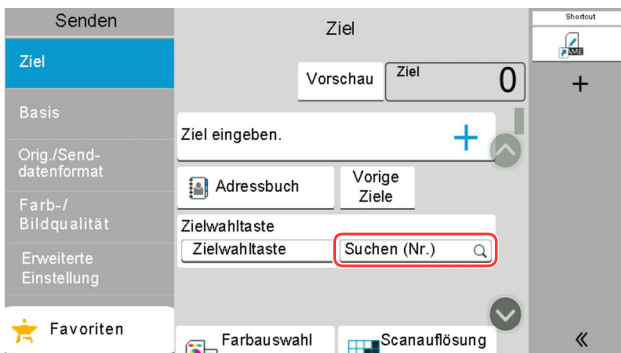 Senden
Ziel
Shortcut
Ziel
Vorschau
Ziel
0
Basis
Ziel eingeben.
Orig./Send-
datenformat
Adressbuch
Vorige
Ziele
Farb-/
Bildqualität
Zielwahltaste
Zielwahltaste
Suchen (Nr.)
Erweiterte
Einstellung
Favoriten
Farbauswahl
Scanauflösung